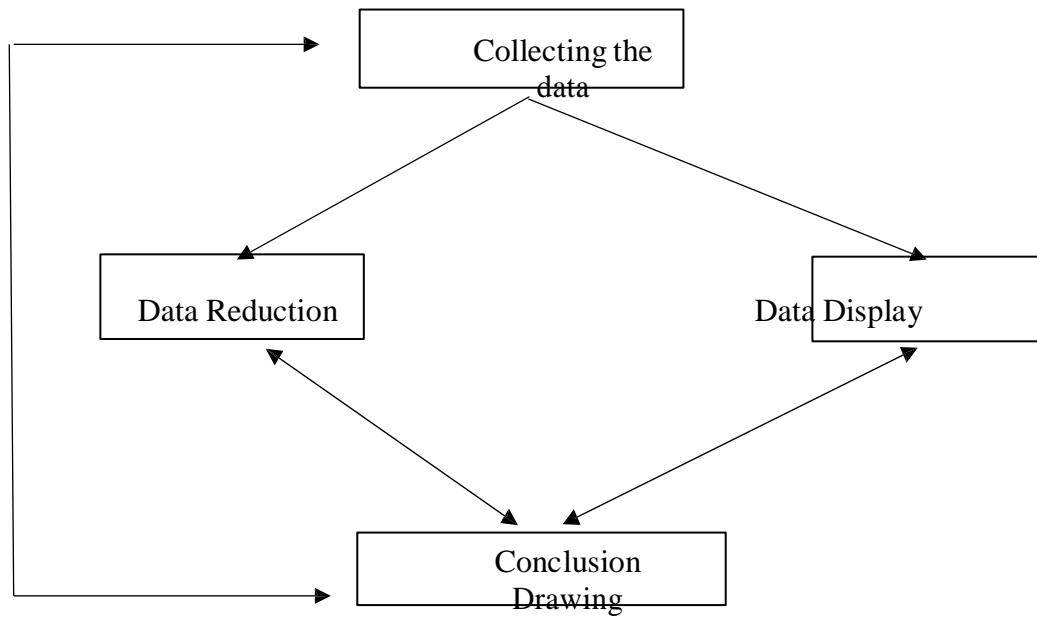 Collecting the
data
Data Reduction
Data Display
Conclusion
Drawing